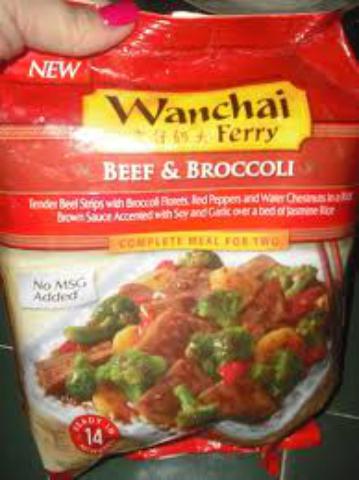 NEW
Wanchai
Ferry
BEEF & BROCCOLI
Tender Beef Strips with Broccoli Florets, Red Peppers and Water Chestnuts in a Rich
Brown Sauce Accented with Soy and Garlic over a bed of Jasmine Rice
COMPLETE MEAL FOR TWO
No MSG
Added
READY IN
14